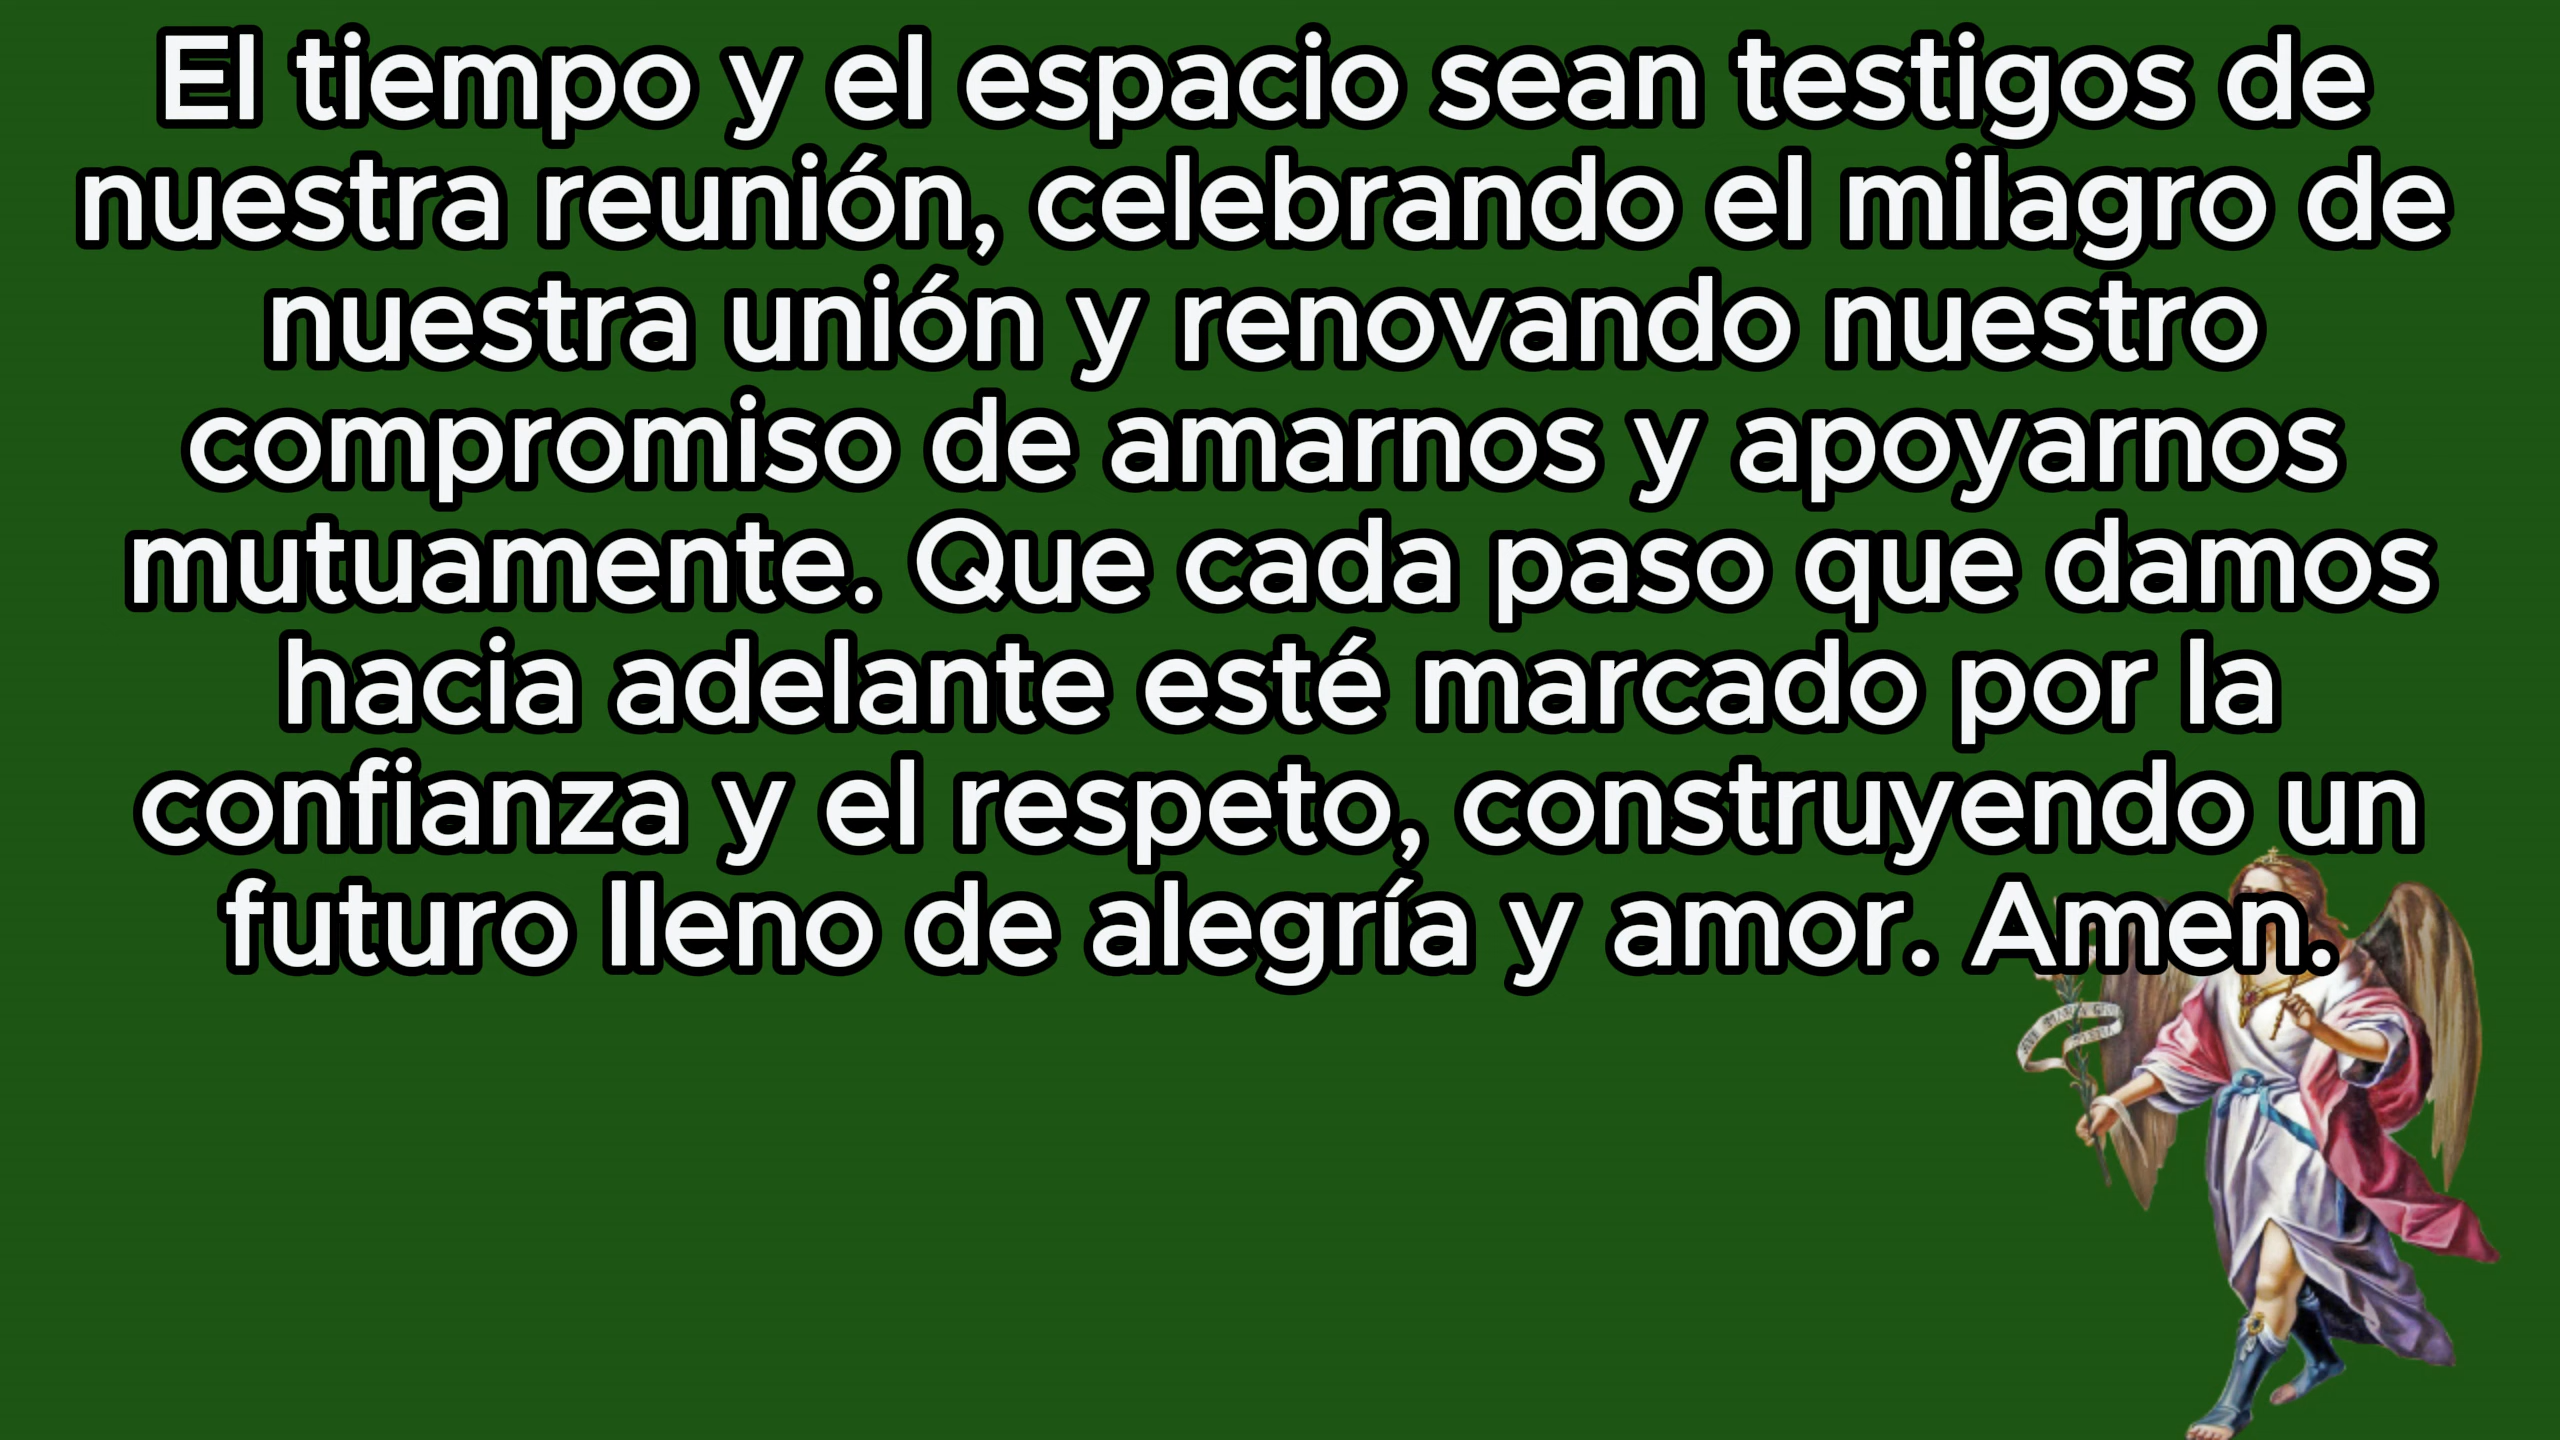 El tiempo y el espacio sean testigos de
nuestra reunión, celebrando el milagro de
nuestra unión y renovando nuestro
compromiso de amarnos y apoyarnos
mutuamente. Que cada paso que damos
hacia adelante esté marcado por la
confianza y el respeto, construyendo un
futuro lleno de alegría y amor. Amen.